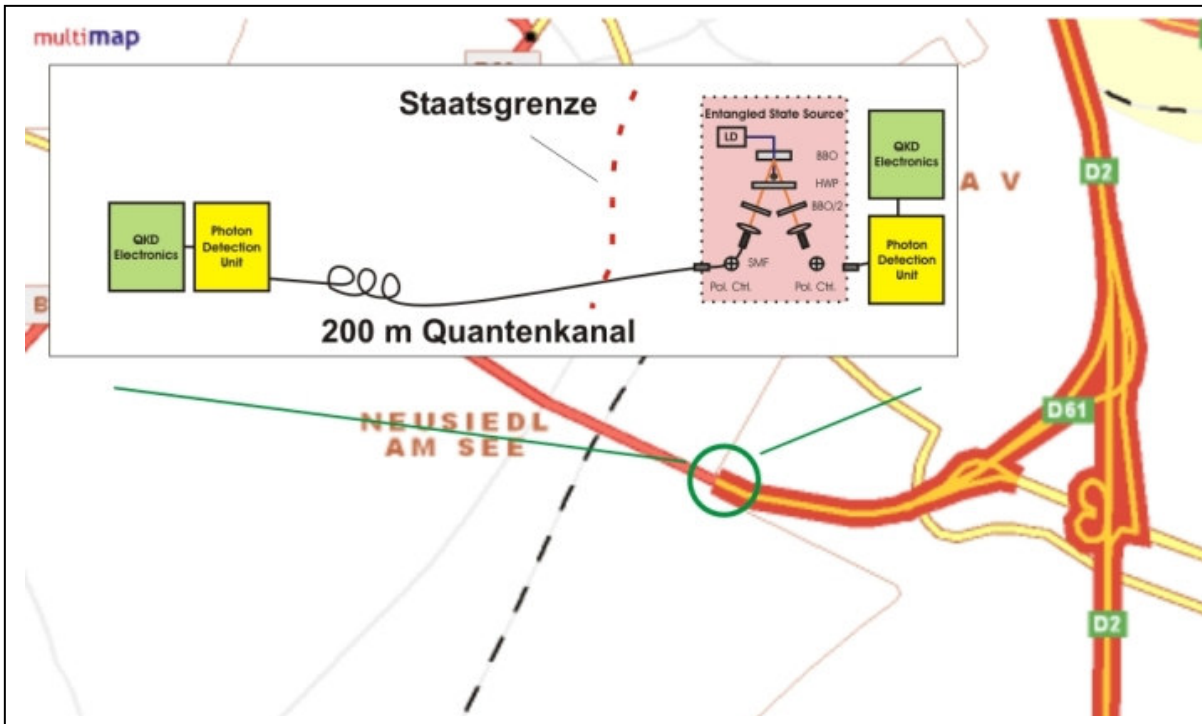 multimap
Staatsgrenze
Entangled State Source
LD
BBO
HWP
BBO/2
SMF
Pol. Ctrl.
Pol. Ctrl.
QKD
Electronics
Photon
Detection
Unit
QKD
Electronics
Photon
Detection
Unit
200 m Quantenkanal
A V
B
D2
NEUSIEDL
AM SEE
D61
D2